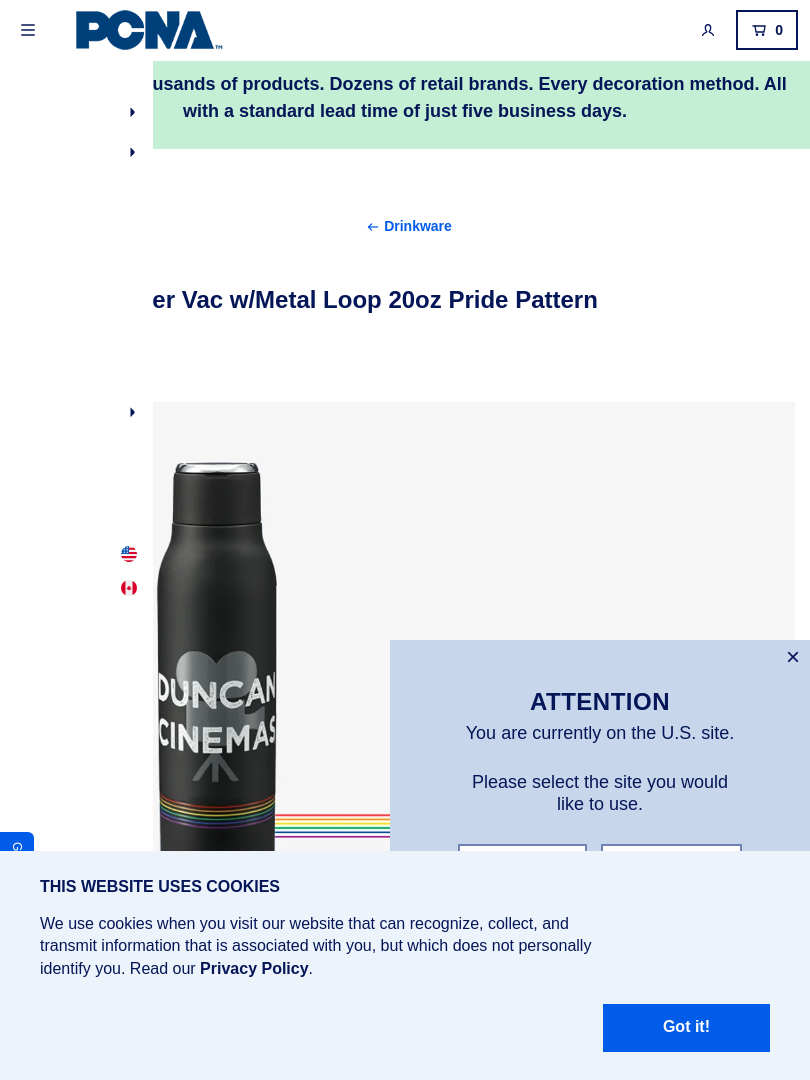 PCNA™
0
usands of products. Dozens of retail brands. Every decoration method. All
with a standard lead time of just five business days.
← Drinkware
er Vac w/Metal Loop 20oz Pride Pattern
DUNCAN
CINEMAS
ATTENTION
You are currently on the U.S. site.
Please select the site you would
like to use.
G
THIS WEBSITE USES COOKIES
We use cookies when you visit our website that can recognize, collect, and
transmit information that is associated with you, but which does not personally
identify you. Read our Privacy Policy.
Got it!